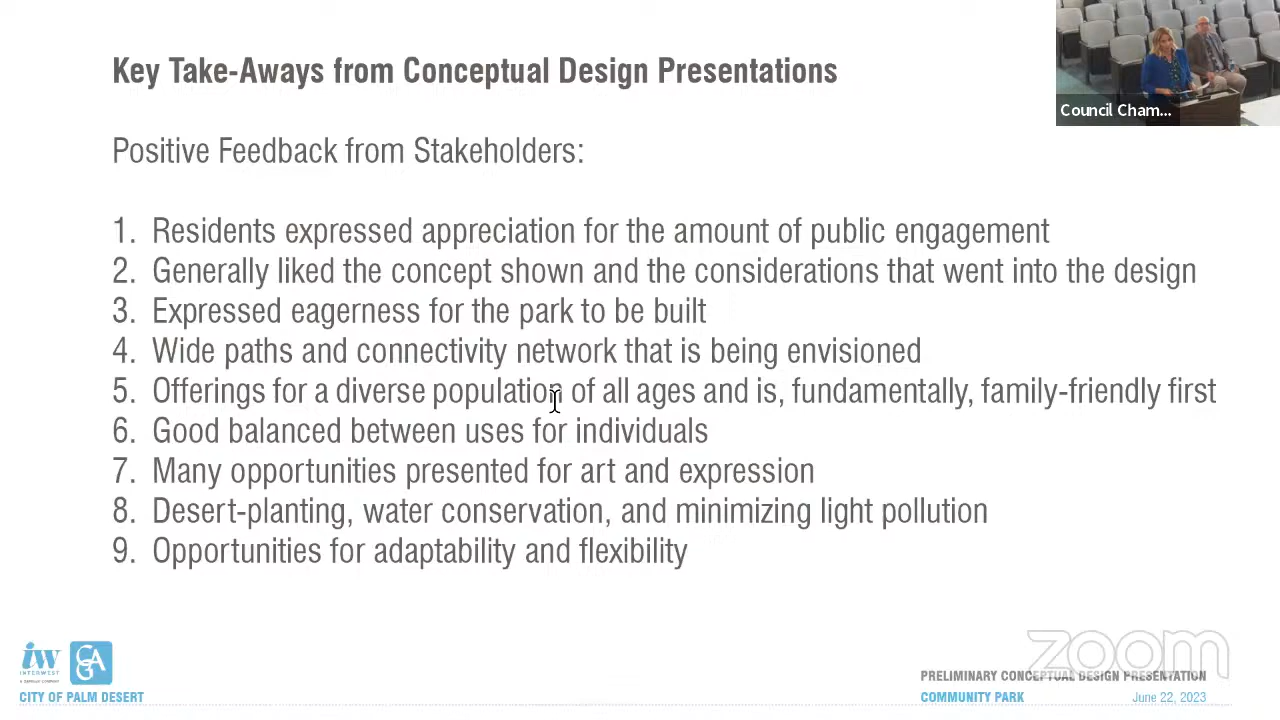 Key Take-Aways from Conceptual Design Presentations
Council Cham...
Positive Feedback from Stakeholders:
1. Residents expressed appreciation for the amount of public engagement
2. Generally liked the concept shown and the considerations that went into the design
3. Expressed eagerness for the park to be built
4. Wide paths and connectivity network that is being envisioned
5. Offerings for a diverse population of all ages and is, fundamentally, family-friendly first
6. Good balanced between uses for individuals
7. Many opportunities presented for art and expression
8. Desert-planting, water conservation, and minimizing light pollution
9. Opportunities for adaptability and flexibility
iw
INTERWEST
CITY OF PALM DESERT
zoom
PRELIMINARY CONCEPTUAL DESIGN PRESENTATION
COMMUNITY PARK
June 22, 2023